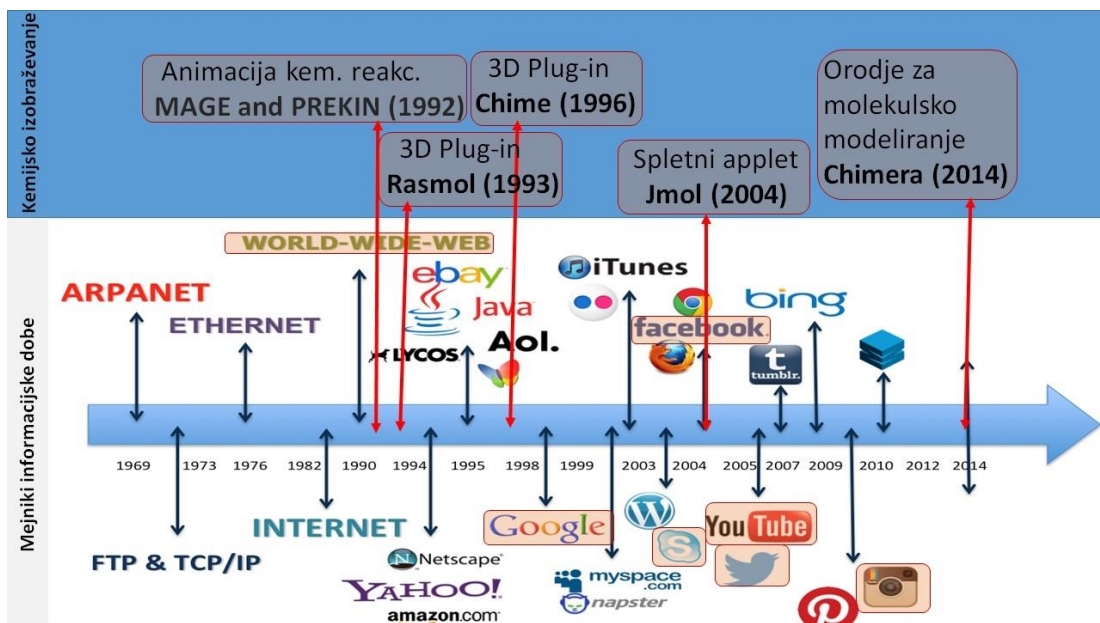 Kemijsko izobraževanje
Animacija kem. reakc.
MAGE and PREKIN (1992)
3D Plug-in
Chime (1996)
3D Plug-in
Rasmol (1993)
Spletni applet
Jmol (2004)
Orodje za
molekulsko
modeliranje
Chimera (2014)
Mejniki informacijske dobe
ARPANET
ETHERNET
WORLD-WIDE-WEB
ebay
Java
LYCOS
Aol.
iTunes
facebook
t
tumblr.
bing
1969
1973
1976
1982
1990
1994
1995
1998
1999
2003
2004
2005
2007
2009
2010
2012
2014
FTP & TCP/IP
INTERNET
N Netscape
YAHOO!
amazon.com
Google
myspace
.com
napster
W
S
You Tube
P